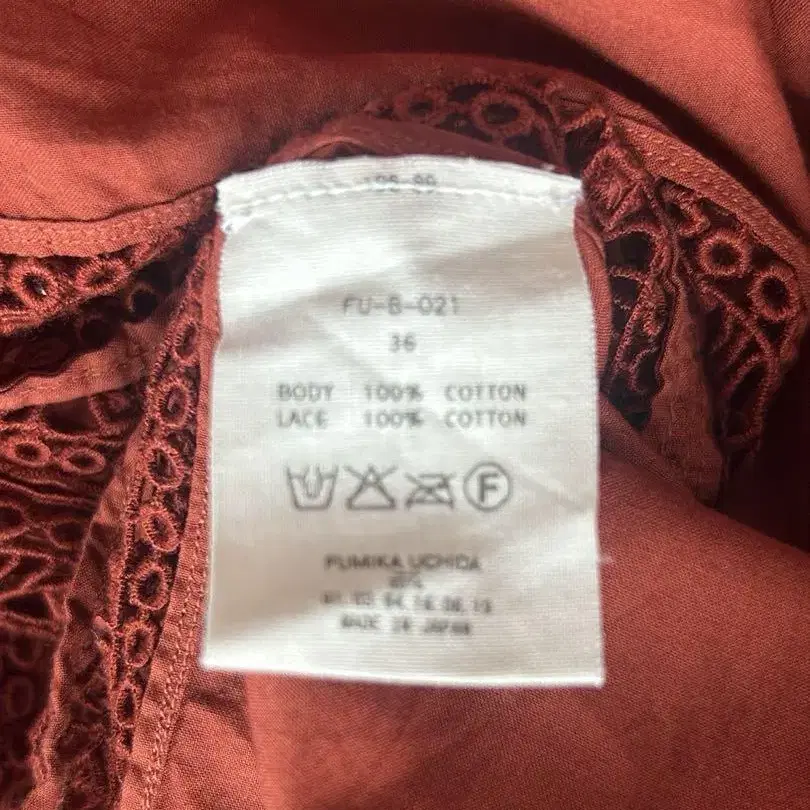 FU-B-021
36
BODY 100% COTTON
LACE 100% COTTON
F
FUMIKA UCHIDA
MADE IN JAPAN